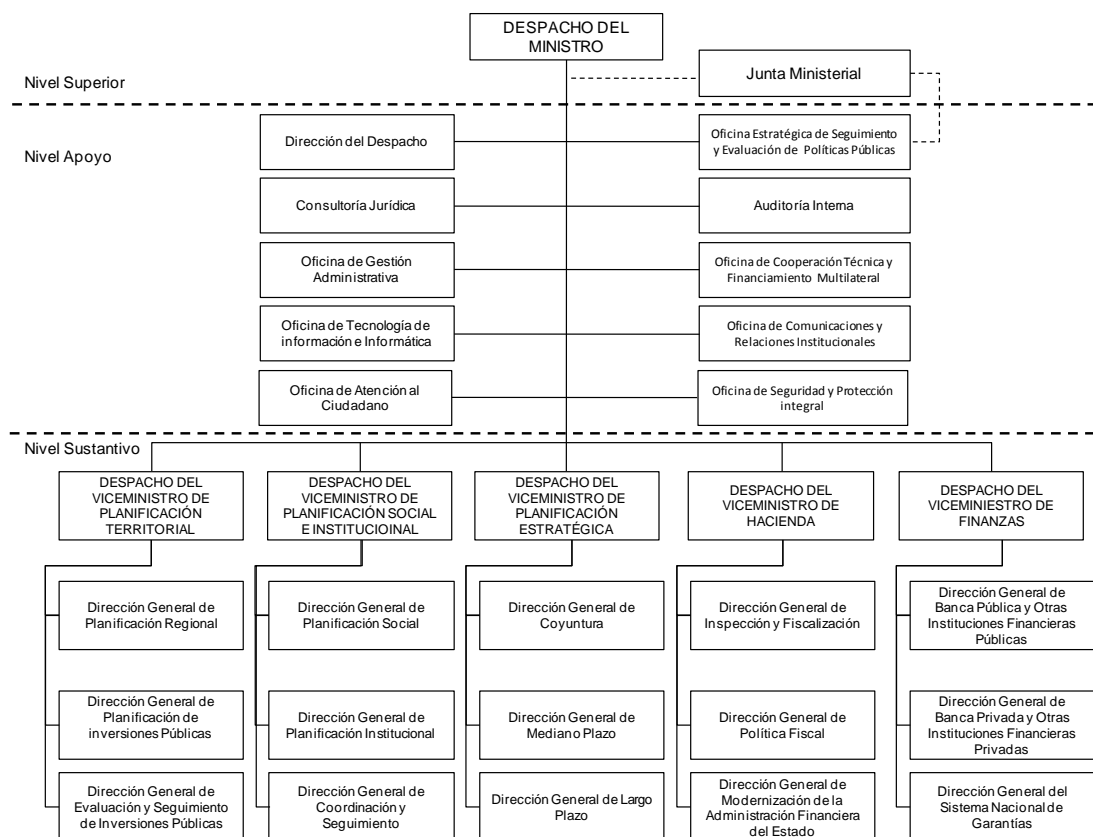 DESPACHO DEL
MINISTRO
Nivel Superior
Junta Ministerial
Nivel Apoyo
Dirección del Despacho
Oficina Estratégica de Seguimiento
y Evaluación de Políticas Públicas
Consultoría Jurídica
Auditoría Interna
Oficina de Gestión
Administrativa
Oficina de Cooperación Técnica y
Financiamiento Multilateral
Oficina de Tecnología de
información e Informática
Oficina de Comunicaciones y
Relaciones Institucionales
Oficina de Atención al
Ciudadano
Oficina de Seguridad y Protección
integral
Nivel Sustantivo
DESPACHO DEL
VICEMINISTRO DE
PLANIFICACIÓN
TERRITORIAL
DESPACHO DEL
VICEMINISTRO DE
PLANIFICACIÓN SOCIAL
E INSTITUCIOINAL
DESPACHO DEL
VICEMINISTRO DE
PLANIFICACIÓN
ESTRATÉGICA
DESPACHO DEL
VICEMINISTRO DE
HACIENDA
DESPACHO DEL
VICEMINIESTRO DE
FINANZAS
Dirección General de
Planificación Regional
Dirección General de
Planificación Social
Dirección General de
Coyuntura
Dirección General de
Inspección y Fiscalización
Dirección General de
Banca Pública y Otras
Instituciones Financieras
Públicas
Dirección General de
Planificación de
inversiones Públicas
Dirección General de
Planificación Institucional
Dirección General de
Mediano Plazo
Dirección General de
Política Fiscal
Dirección General de
Banca Privada y Otras
Instituciones Financieras
Privadas
Dirección General de
Evaluación y Seguimiento
de Inversiones Públicas
Dirección General de
Coordinación y
Seguimiento
Dirección General de Largo
Plazo
Dirección General de
Modernización de la
Administración Financiera
del Estado
Dirección General del
Sistema Nacional de
Garantías